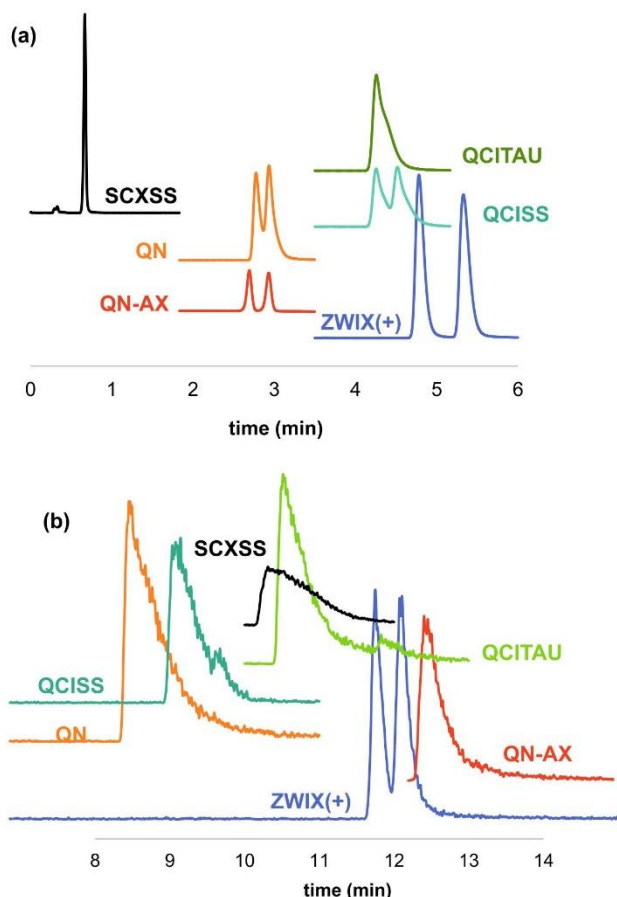 (a)
QCITAU
SCXSS
QCISS
QN
QN-AX
ZWIX(+)
0 1 2 3 4 5 6
time (min)
(b)
SCXSS
QCITAU
QCISS
QN
QN-AX
ZWIX(+)
8 9 10 11 12 13 14
time (min)